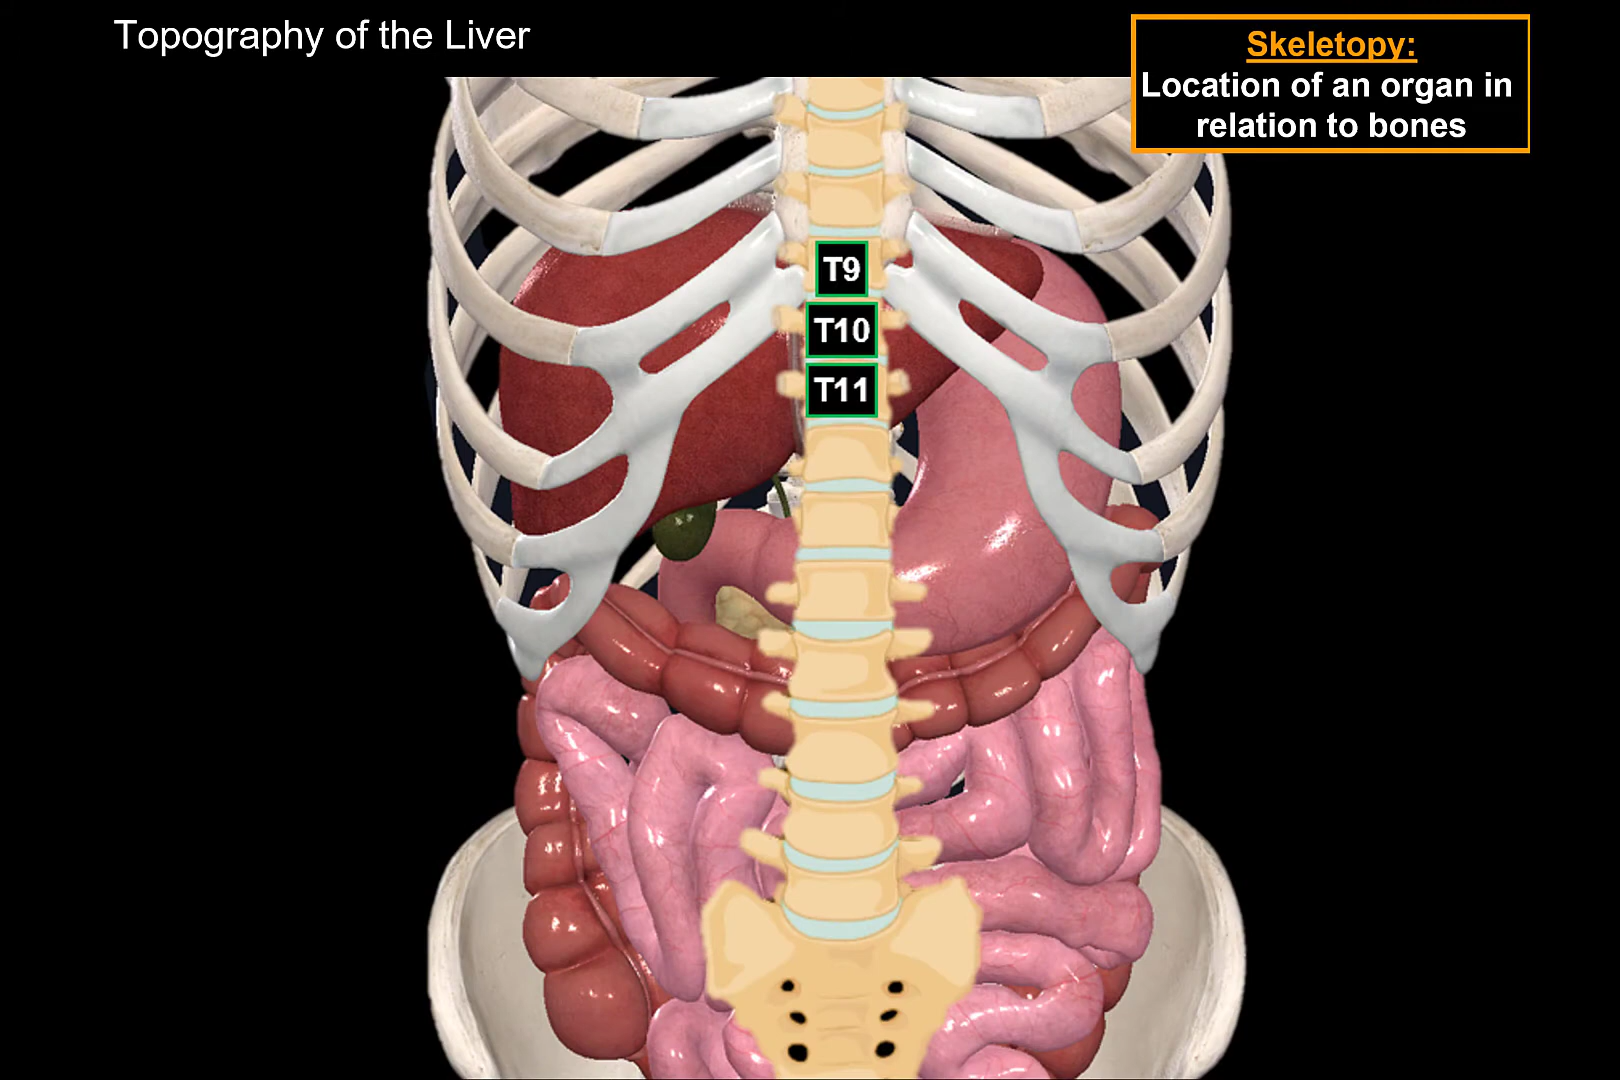 Topography of the Liver
Skeletopy:
Location of an organ in
relation to bones
T9
T10
T11